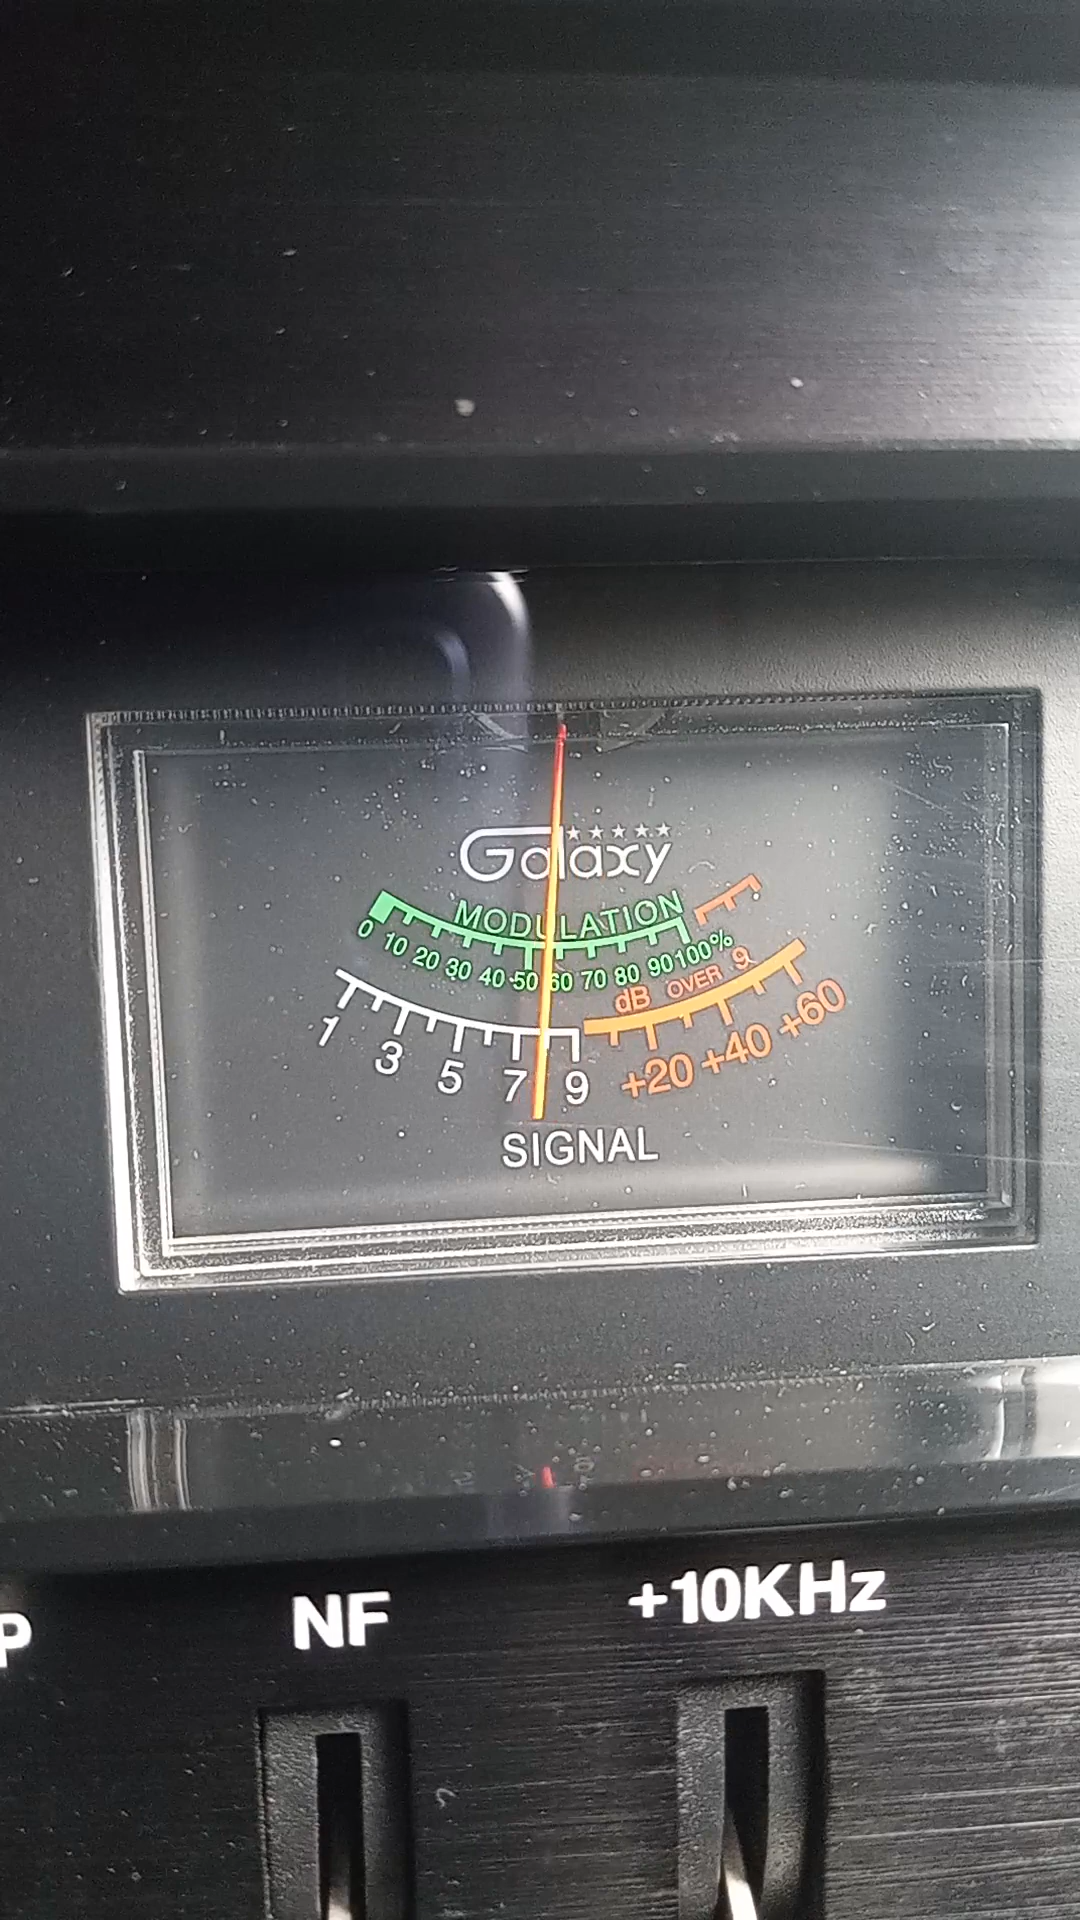 Galaxy
MODULATION
0 10 20 30 40 50 60 70 80 90 100%
dB OVER 9
1 3 5 7 9 +20 +40 +60
SIGNAL
NF
+10KHz